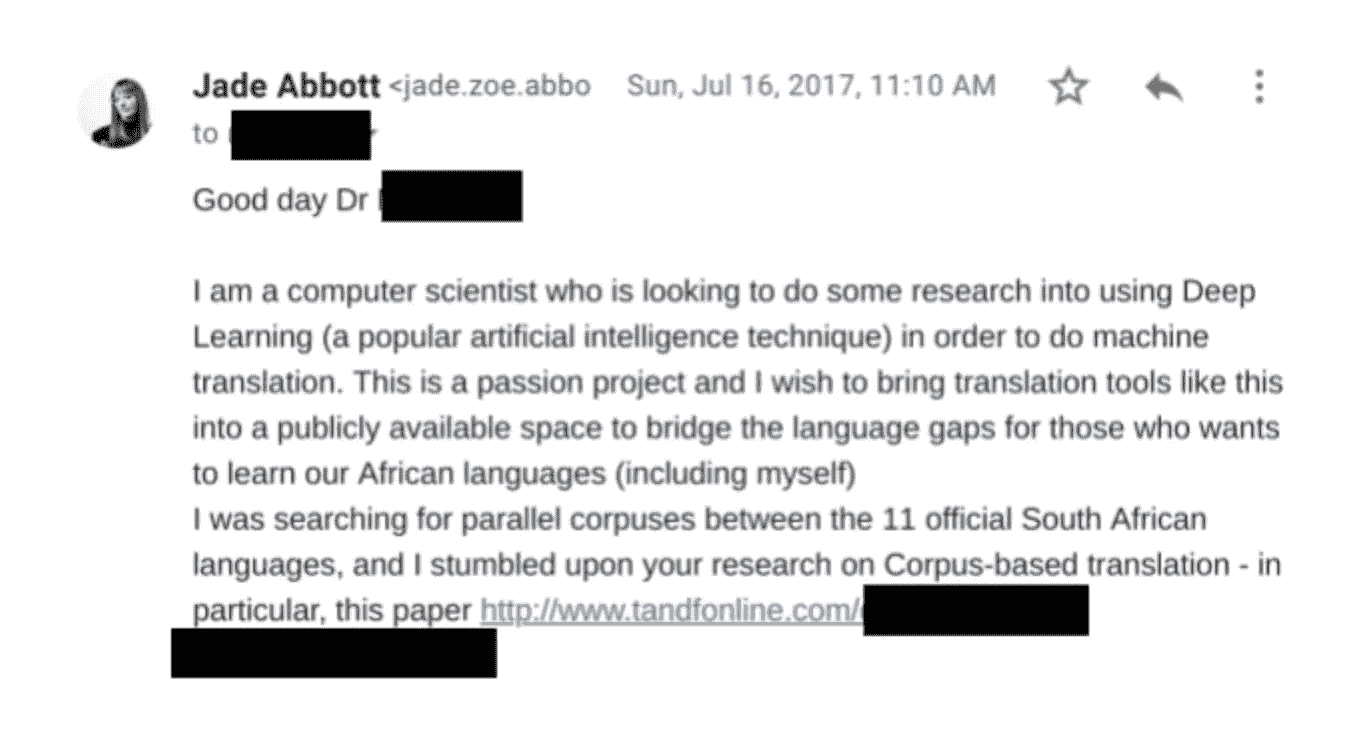 Jade Abbott <jade.zoe.abbo Sun, Jul 16, 2017, 11:10 AM
to
Good day Dr
I am a computer scientist who is looking to do some research into using Deep
Learning (a popular artificial intelligence technique) in order to do machine
translation. This is a passion project and I wish to bring translation tools like this
into a publicly available space to bridge the language gaps for those who wants
to learn our African languages (including myself)
I was searching for parallel corpuses between the 11 official South African
languages, and I stumbled upon your research on Corpus-based translation - in
particular, this paper http://www.tandfonline.com/